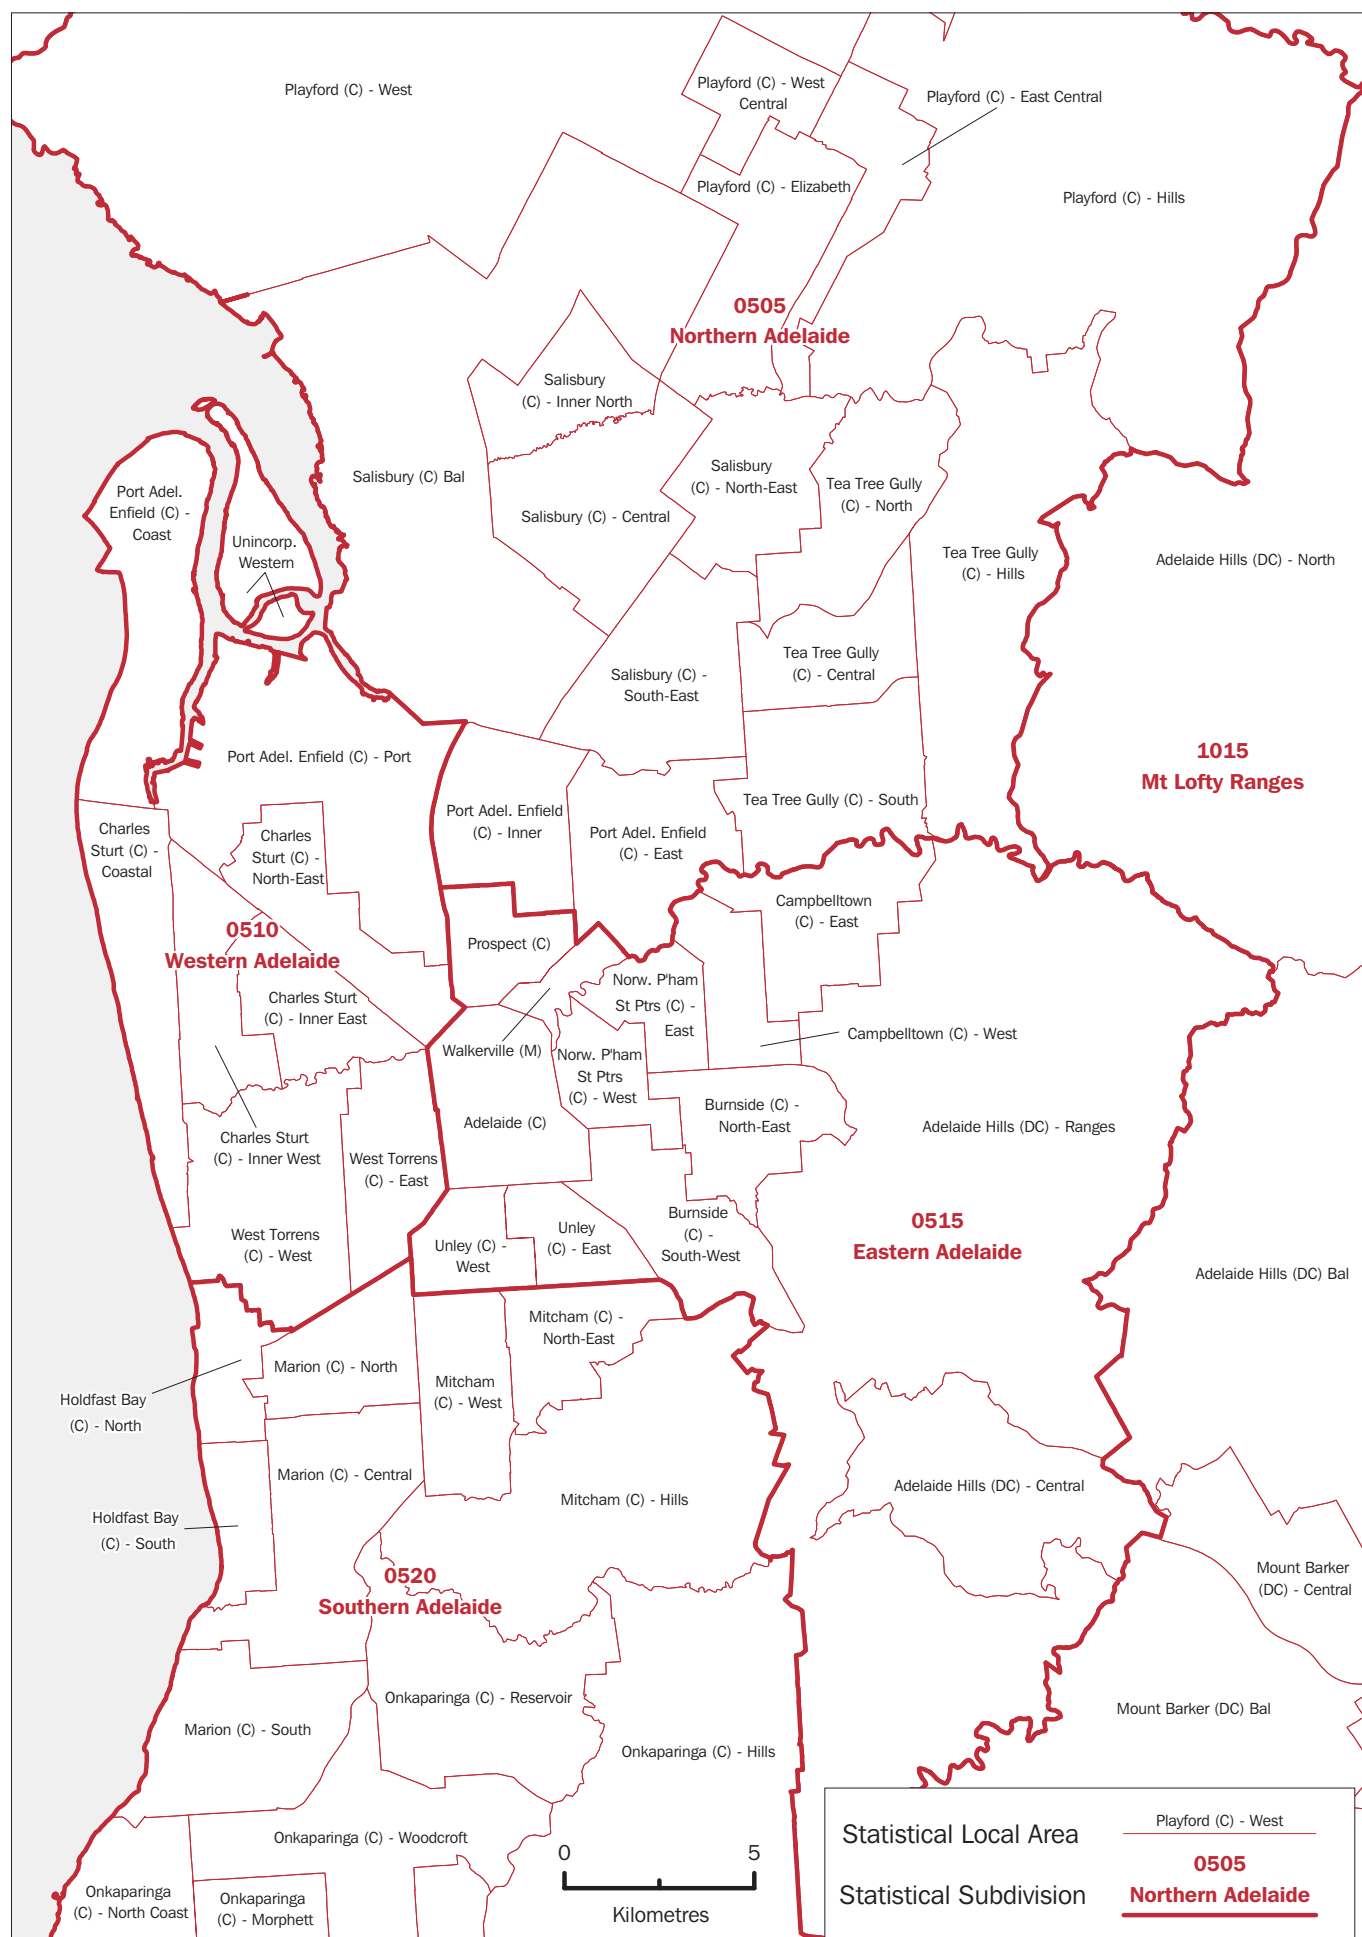 Playford (C) - West
Playford (C) - West
Central
Playford (C) - East Central
Playford (C) - Elizabeth
Playford (C) - Hills
0505
Northern Adelaide
Salisbury
(C) - Inner North
Salisbury (C) Bal
Salisbury
(C) - North-East
Tea Tree Gully
(C) - North
Salisbury (C) - Central
Port Adel.
Enfield (C) -
Coast
Unincorp.
Western
Tea Tree Gully
(C) - Hills
Adelaide Hills (DC) - North
Tea Tree Gully
(C) - Central
Salisbury (C) -
South-East
1015
Mt Lofty Ranges
Port Adel. Enfield (C) - Port
Tea Tree Gully (C) - South
Port Adel. Enfield
(C) - Inner
Port Adel. Enfield
(C) - East
Charles
Sturt (C) -
Coastal
Charles
Sturt (C) -
North-East
Campbelltown
(C) - East
0510
Western Adelaide
Prospect (C)
Norw. P'ham
St Ptrs (C) -
East
Charles Sturt
(C) - Inner East
Campbelltown (C) - West
Walkerville (M)
Norw. P'ham
St Ptrs
(C) - West
Burnside (C) -
North-East
Adelaide (C)
Adelaide Hills (DC) - Ranges
Charles Sturt
(C) - Inner West
West Torrens
(C) - East
0515
Eastern Adelaide
Burnside
(C) -
South-West
Unley
(C) - East
Unley (C) -
West
West Torrens
(C) - West
Adelaide Hills (DC) Bal
Mitcham (C) -
North-East
Marion (C) - North
Mitcham
(C) - West
Holdfast Bay
(C) - North
Marion (C) - Central
Adelaide Hills (DC) - Central
Mitcham (C) - Hills
Holdfast Bay
(C) - South
0520
Southern Adelaide
Mount Barker
(DC) - Central
Onkaparinga (C) - Reservoir
Mount Barker (DC) Bal
Marion (C) - South
Onkaparinga (C) - Hills
Onkaparinga (C) - Woodcroft
Onkaparinga
(C) - North Coast
Onkaparinga
(C) - Morphett
0 5
Kilometres
Statistical Local Area
Playford (C) - West
Statistical Subdivision
0505
Northern Adelaide